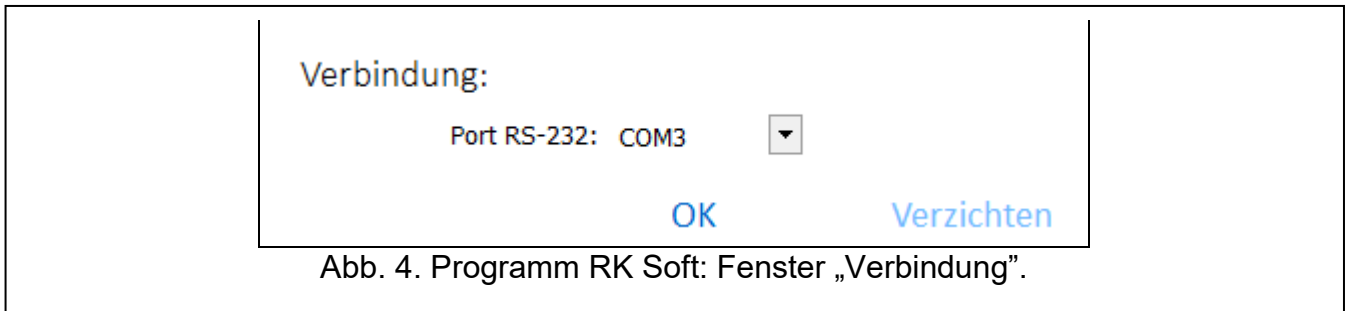 Verbindung:
Port RS-232: COM3
OK Verzichten
Abb. 4. Programm RK Soft: Fenster „Verbindung”.